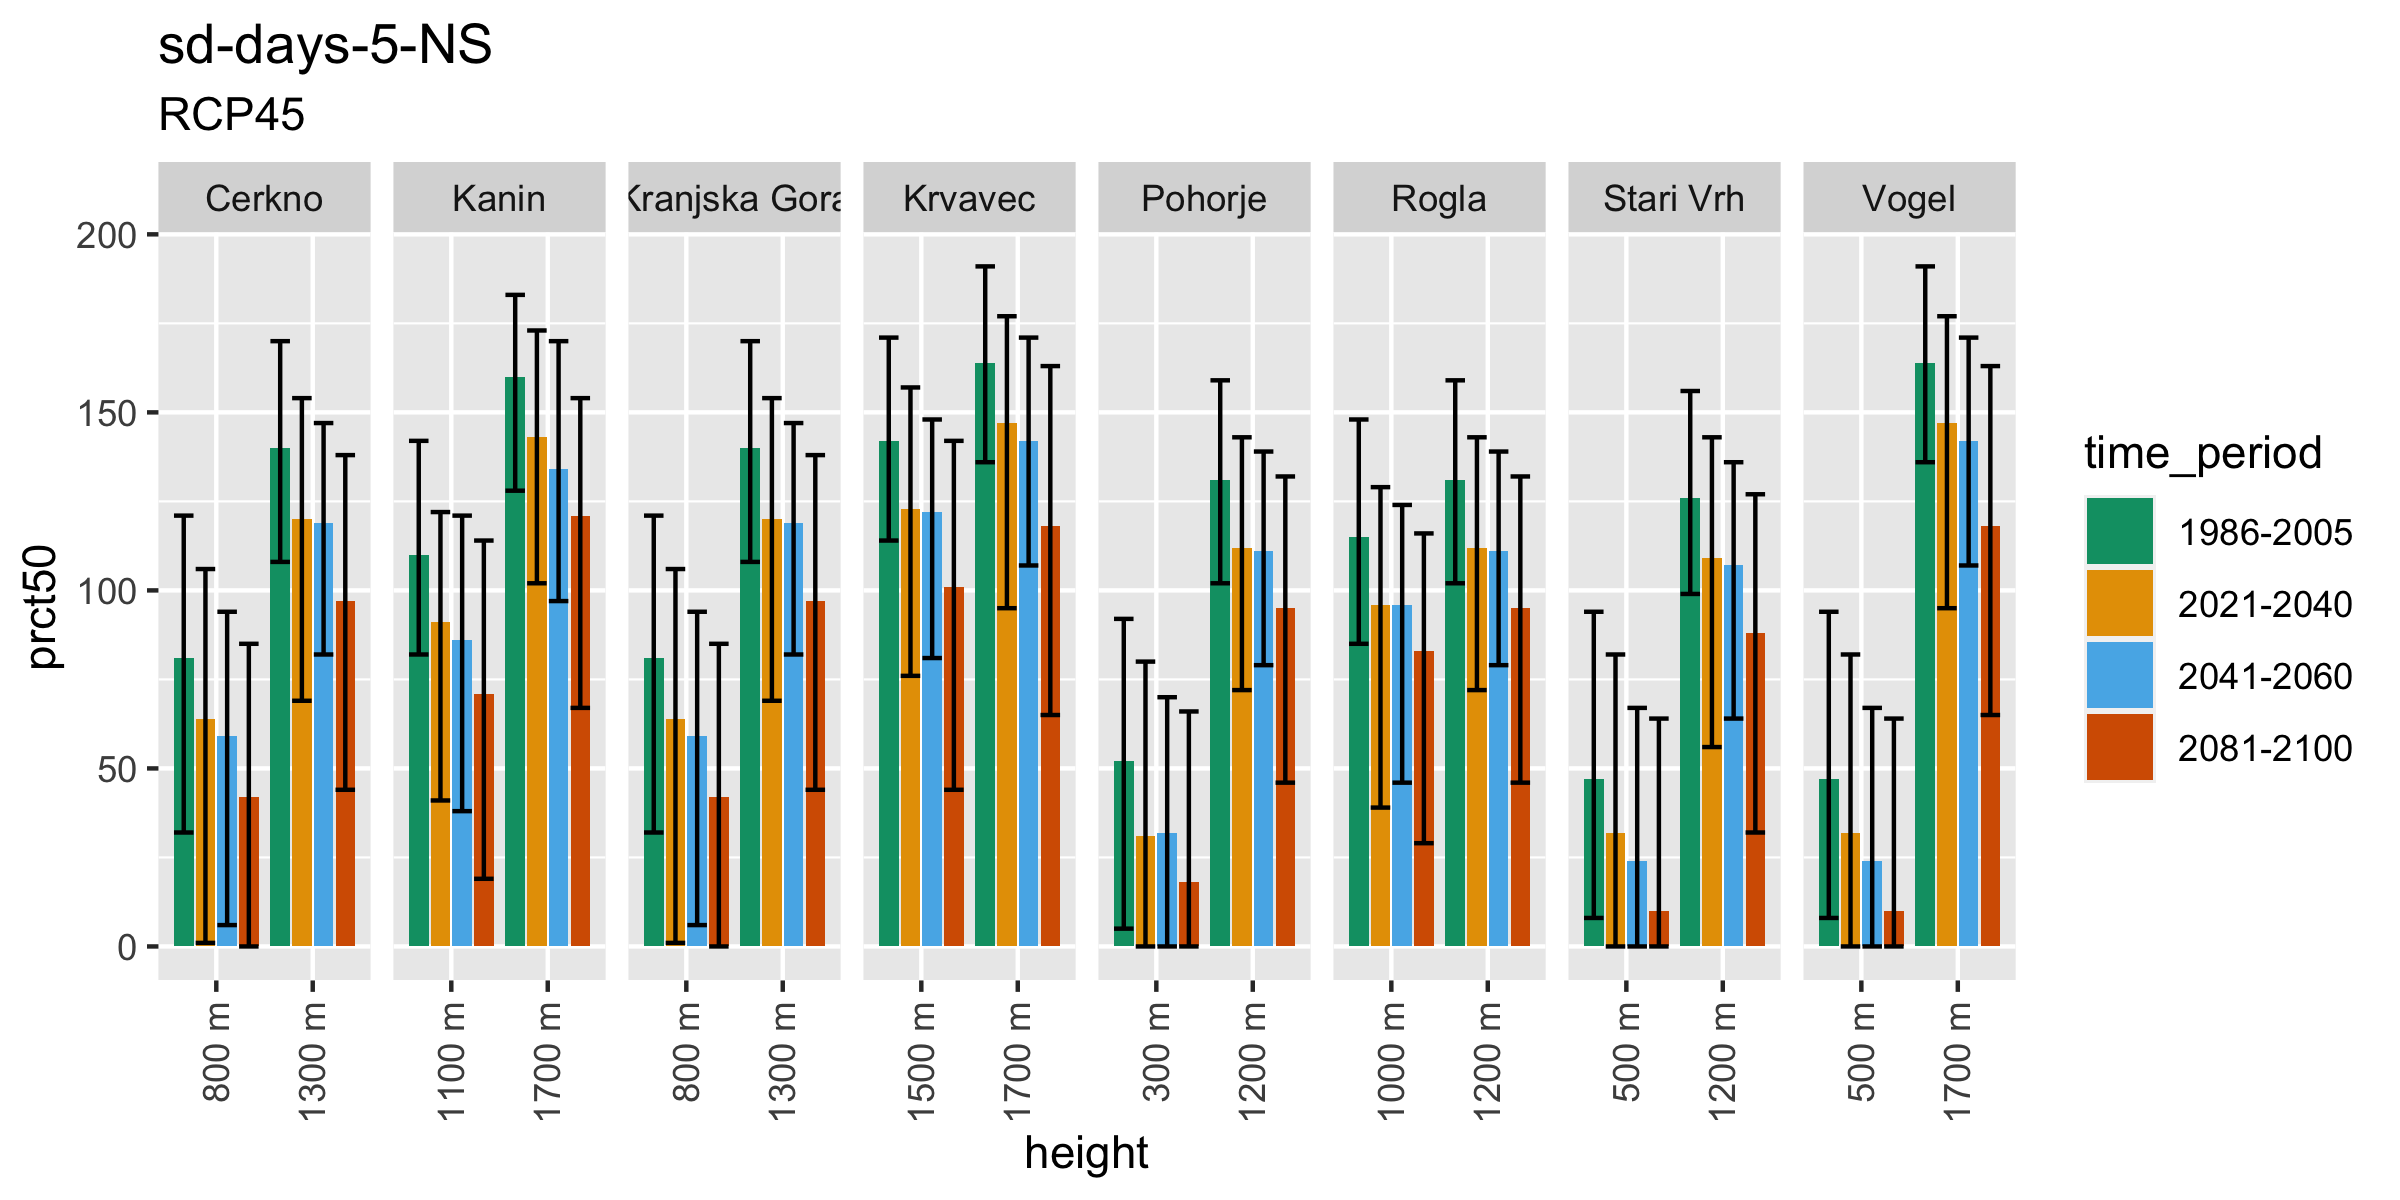 sd-days-5-NS
RCP45
Cerkno Kanin Kranjska Gora Krvavec Pohorje Rogla Stari Vrh Vogel
200
150
100
50
0
prct50
800 m 1300 m 1100 m 1700 m 800 m 1300 m 1500 m 1700 m 300 m 1200 m 1000 m 1200 m 500 m 1200 m 500 m 1700 m
height
time_period
1986-2005
2021-2040
2041-2060
2081-2100